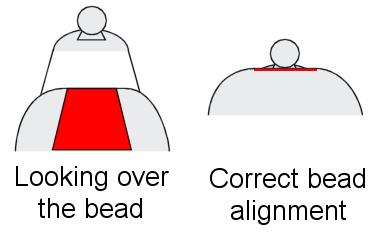 Looking over
the bead
Correct bead
alignment